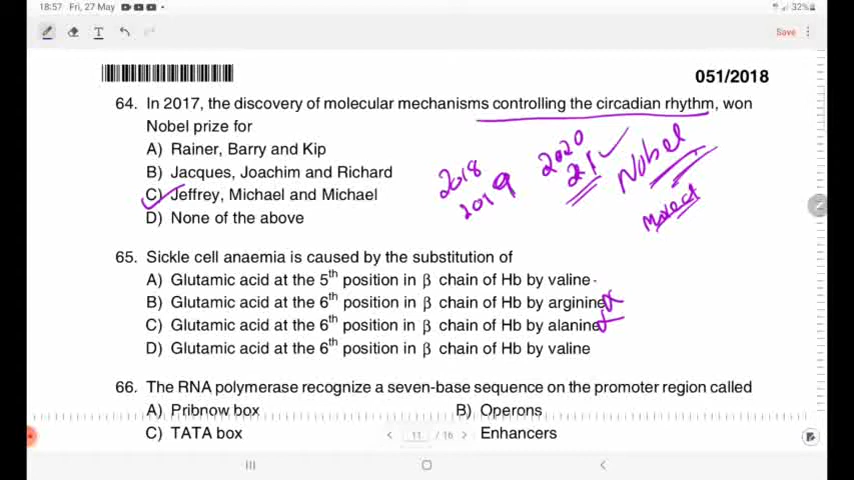 18:57 Fri, 27 May
32%
T
Save
051/2018
64. In 2017, the discovery of molecular mechanisms controlling the circadian rhythm, won
Nobel prize for
A) Rainer, Barry and Kip
B) Jacques, Joachim and Richard
C) Jeffrey, Michael and Michael
D) None of the above
2018
2019
2020
21
Nobel
65. Sickle cell anaemia is caused by the substitution of
A) Glutamic acid at the 5th position in β chain of Hb by valine
B) Glutamic acid at the 6th position in β chain of Hb by arginine
C) Glutamic acid at the 6th position in β chain of Hb by alanine
D) Glutamic acid at the 6th position in β chain of Hb by valine
66. The RNA polymerase recognize a seven-base sequence on the promoter region called
A) Pribnow box B) Operons
C) TATA box Enhancers
11 / 16